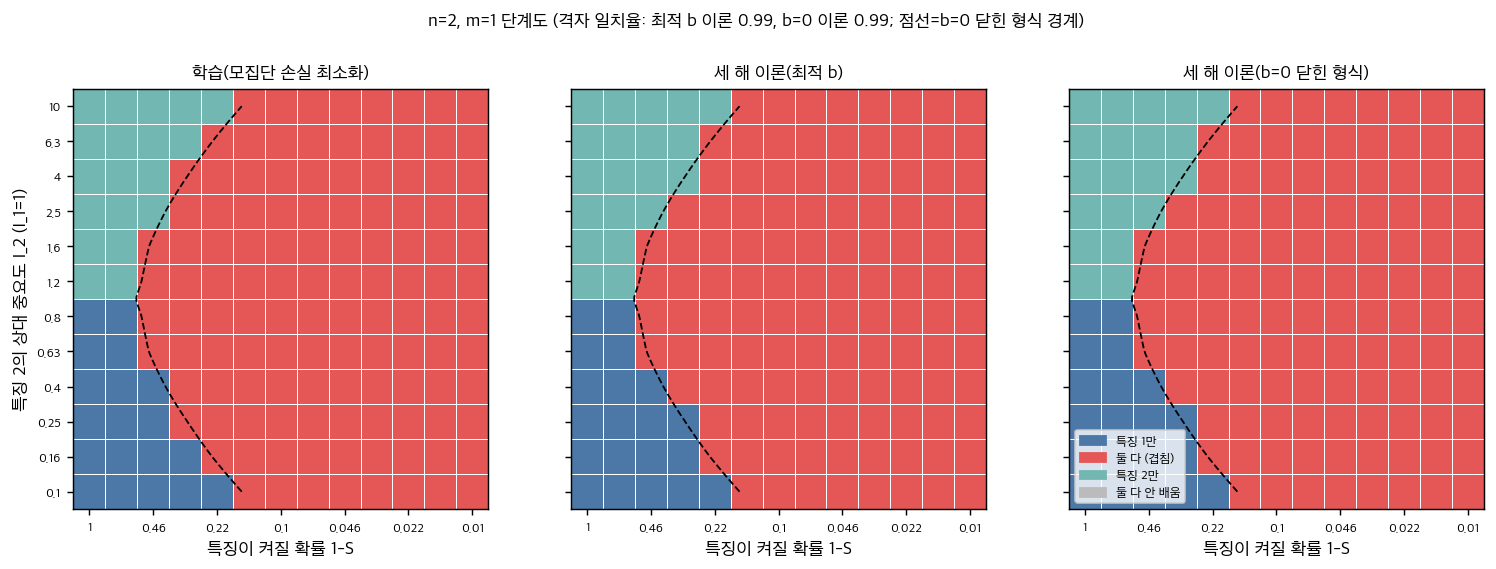 n=2, m=1 단계도 (격자 일치율: 최적 b 이론 0.99, b=0 이론 0.99; 점선=b=0 닫힌 형식 경계)
학습(모집단 손실 최소화)
세 해 이론(최적 b)
세 해 이론(b=0 닫힌 형식)
특징 2의 상대 중요도 I_2 (I_1=1)
10
6.3
4
2.5
1.6
1.2
0.8
0.63
0.4
0.25
0.16
0.1
특징 1만
둘 다 (겹침)
특징 2만
둘 다 안 배움
1 0.46 0.22 0.1 0.046 0.022 0.01
1 0.46 0.22 0.1 0.046 0.022 0.01
1 0.46 0.22 0.1 0.046 0.022 0.01
특징이 켜질 확률 1-S
특징이 켜질 확률 1-S
특징이 켜질 확률 1-S